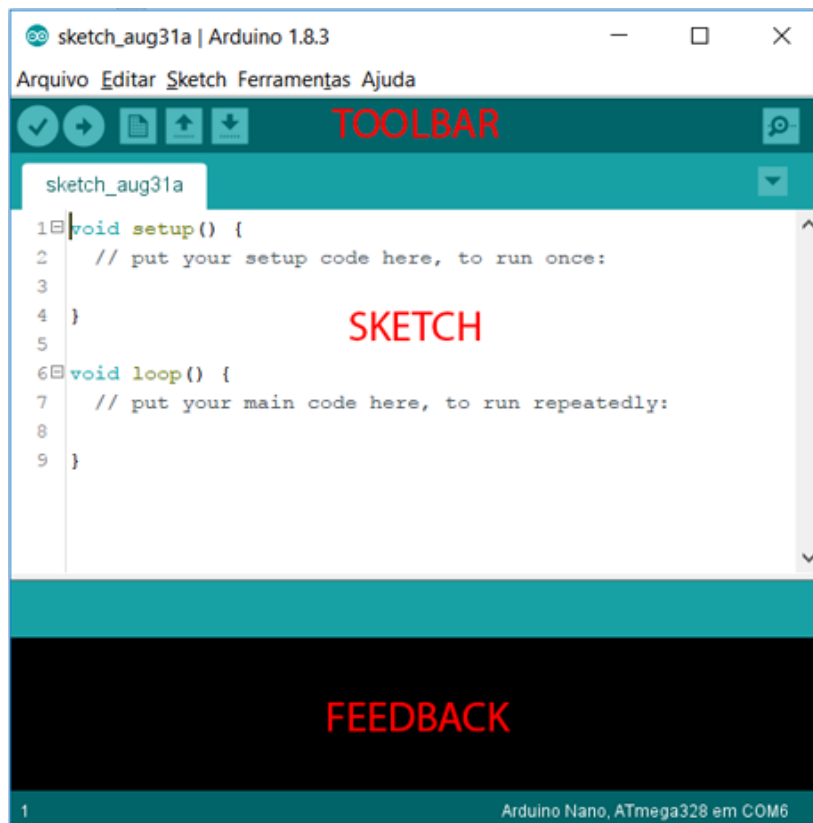 sketch_aug31a | Arduino 1.8.3
Arquivo Editar Sketch Ferramentas Ajuda
TOOLBAR
sketch_aug31a
1 void setup() {
2 // put your setup code here, to run once:
3
4 }
SKETCH
5
6 void loop() {
7 // put your main code here, to run repeatedly:
8
9 }
FEEDBACK
1 Arduino Nano, ATmega328 em COM6